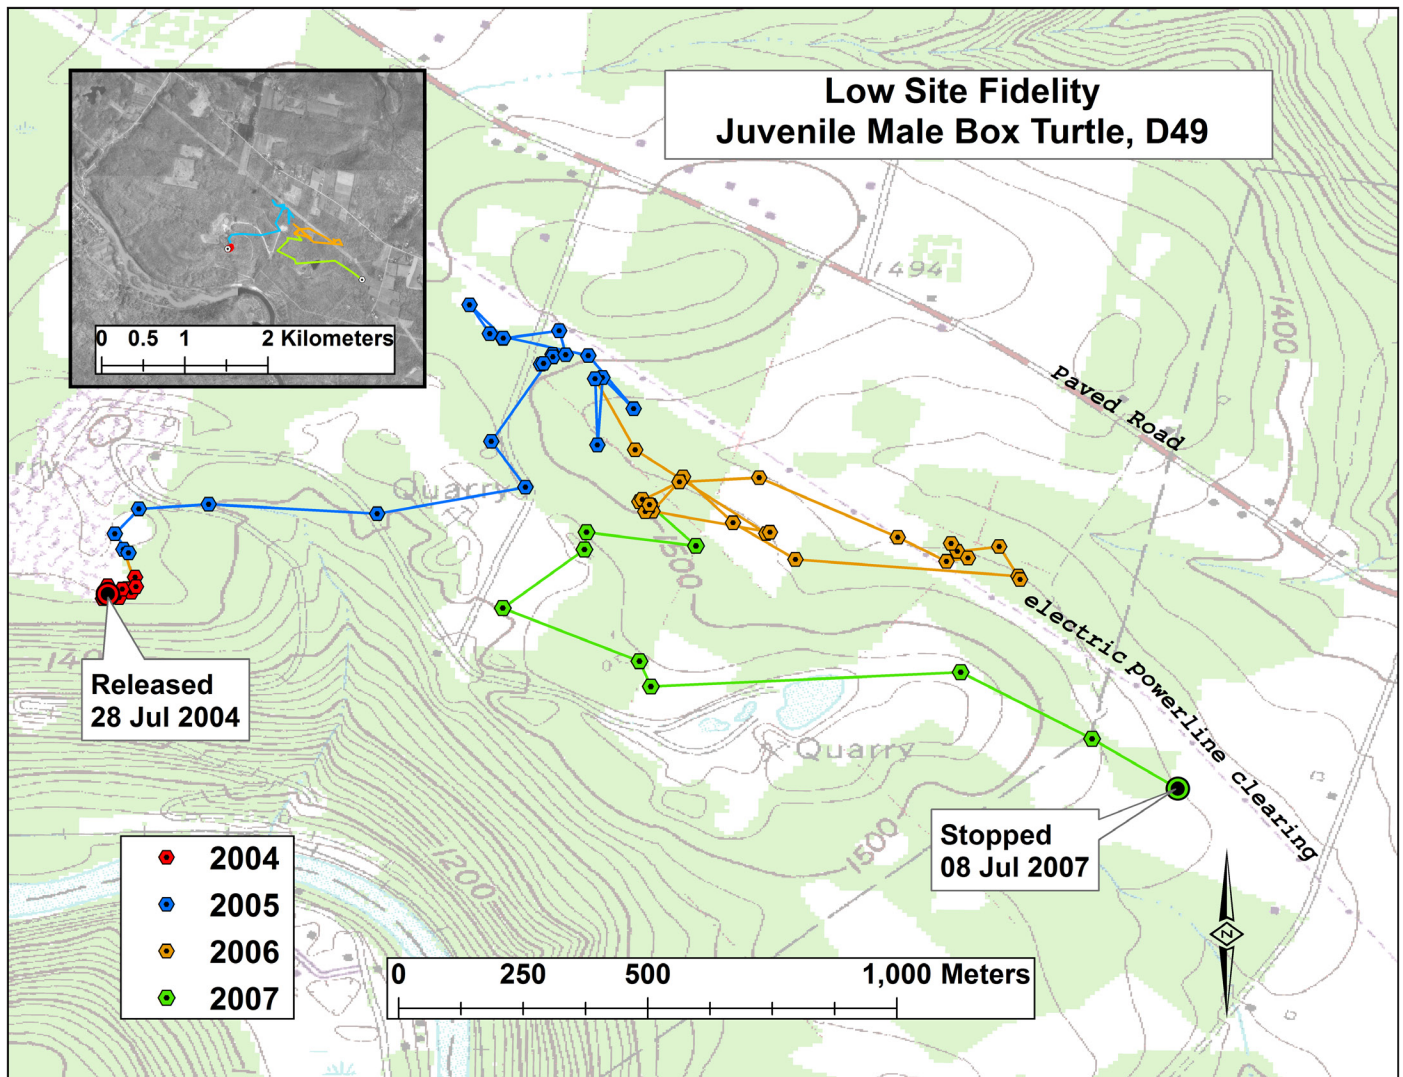 Low Site Fidelity
Juvenile Male Box Turtle, D49
0 0.5 1 2 Kilometers
1494
1400
Paved Road
Quarry
1500
electric powerline clearing
Released
28 Jul 2004
Quarry
1500
Stopped
08 Jul 2007
1200
2004
2005
2006
2007
0 250 500 1,000 Meters
N